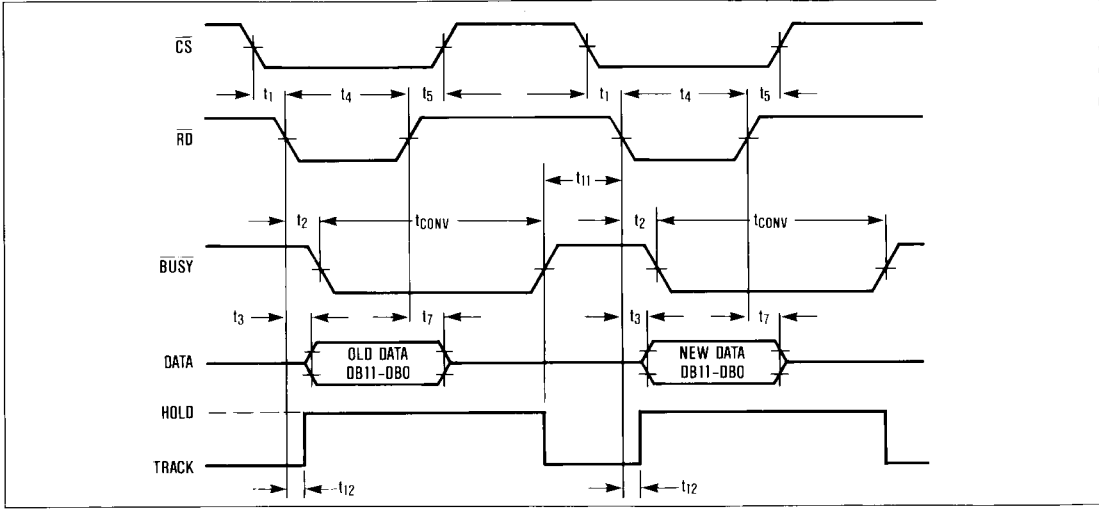 CS
t1 t4 t5 t1 t4 t5
RD
t11
t2 tCONV t2 tCONV
BUSY
t3 t7 t3 t7
DATA OLD DATA NEW DATA
DB11-DB0 DB11-DB0
HOLD
TRACK
t12 t12